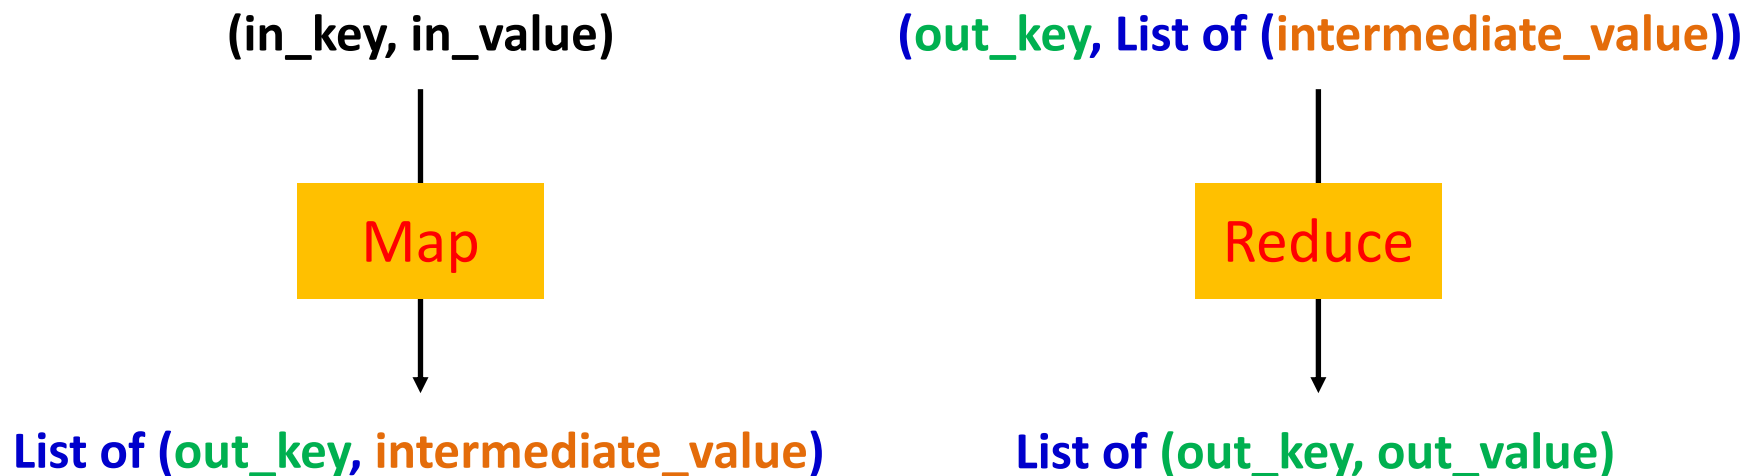 (in_key, in_value)
Map
List of (out_key, intermediate_value)
(out_key, List of (intermediate_value))
Reduce
List of (out_key, out_value)